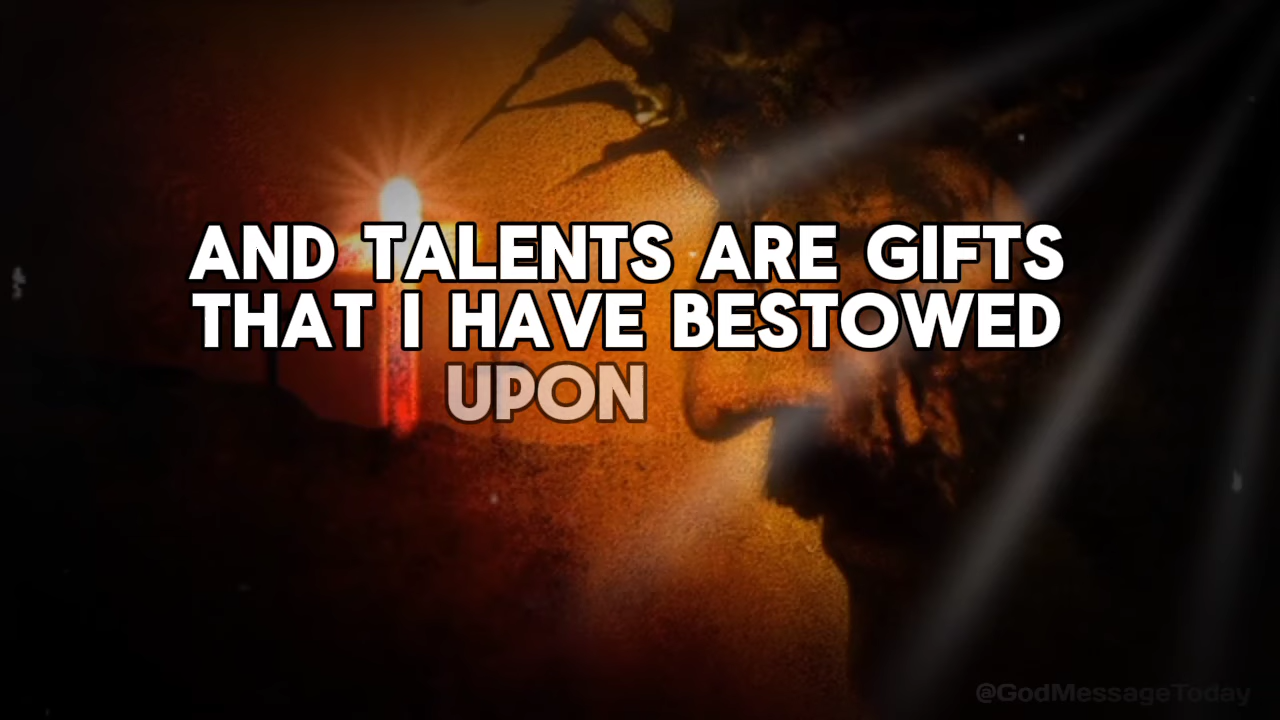 AND TALENTS ARE GIFTS
THAT I HAVE BESTOWED
UPON
@GodMessageToday